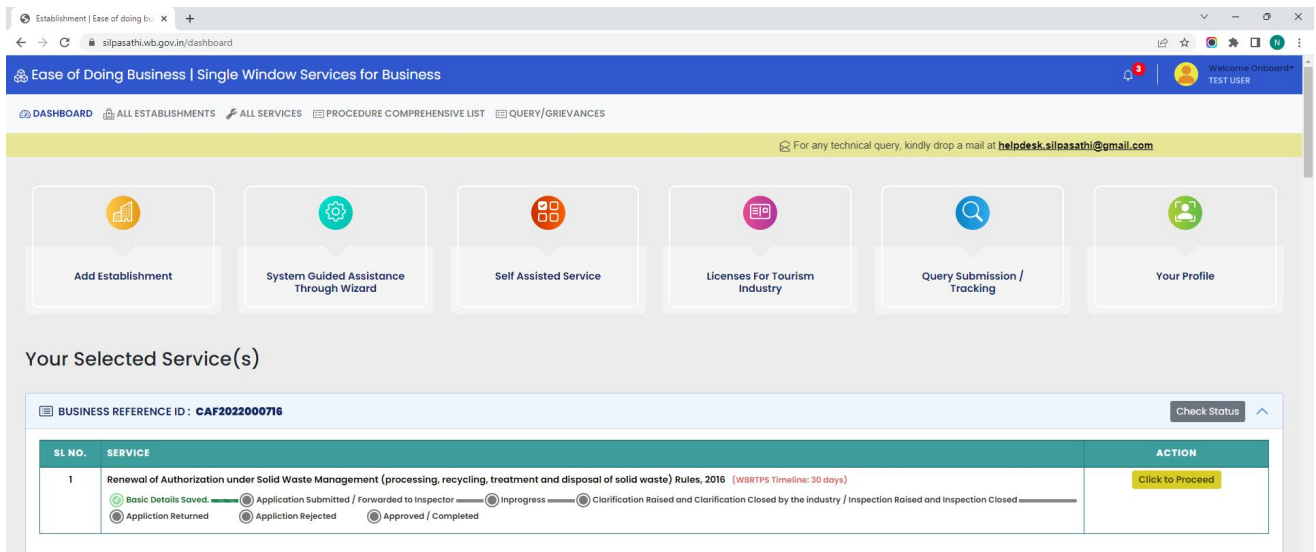 Establishment | Ease of doing bu
silpasathi.wb.gov.in/dashboard
N
Ease of Doing Business | Single Window Services for Business
3
Welcome Onboard
TEST USER
DASHBOARD ALL ESTABLISHMENTS ALL SERVICES PROCEDURE COMPREHENSIVE LIST QUERY/GRIEVANCES
For any technical query, kindly drop a mail at helpdesk.silpasathi@gmail.com
Add Establishment
System Guided Assistance
Through Wizard
Self Assisted Service
Licenses For Tourism
Industry
Query Submission /
Tracking
Your Profile
Your Selected Service(s)
BUSINESS REFERENCE ID : CAF2022000716 Check Status
SL NO. SERVICE ACTION
1 Renewal of Authorization under Solid Waste Management (processing, recycling, treatment and disposal of solid waste) Rules, 2016 (WBRTPS Timeline: 30 days) Click to Proceed
Basic Details Saved. Application Submitted / Forwarded to Inspector Inprogress Clarification Raised and Clarification Closed by the industry / Inspection Raised and Inspection Closed
Appliction Returned Appliction Rejected Approved / Completed